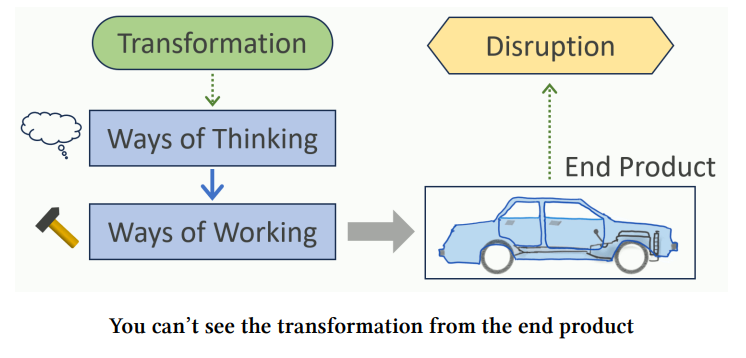 Transformation
Disruption
Ways of Thinking
End Product
Ways of Working
You can’t see the transformation from the end product